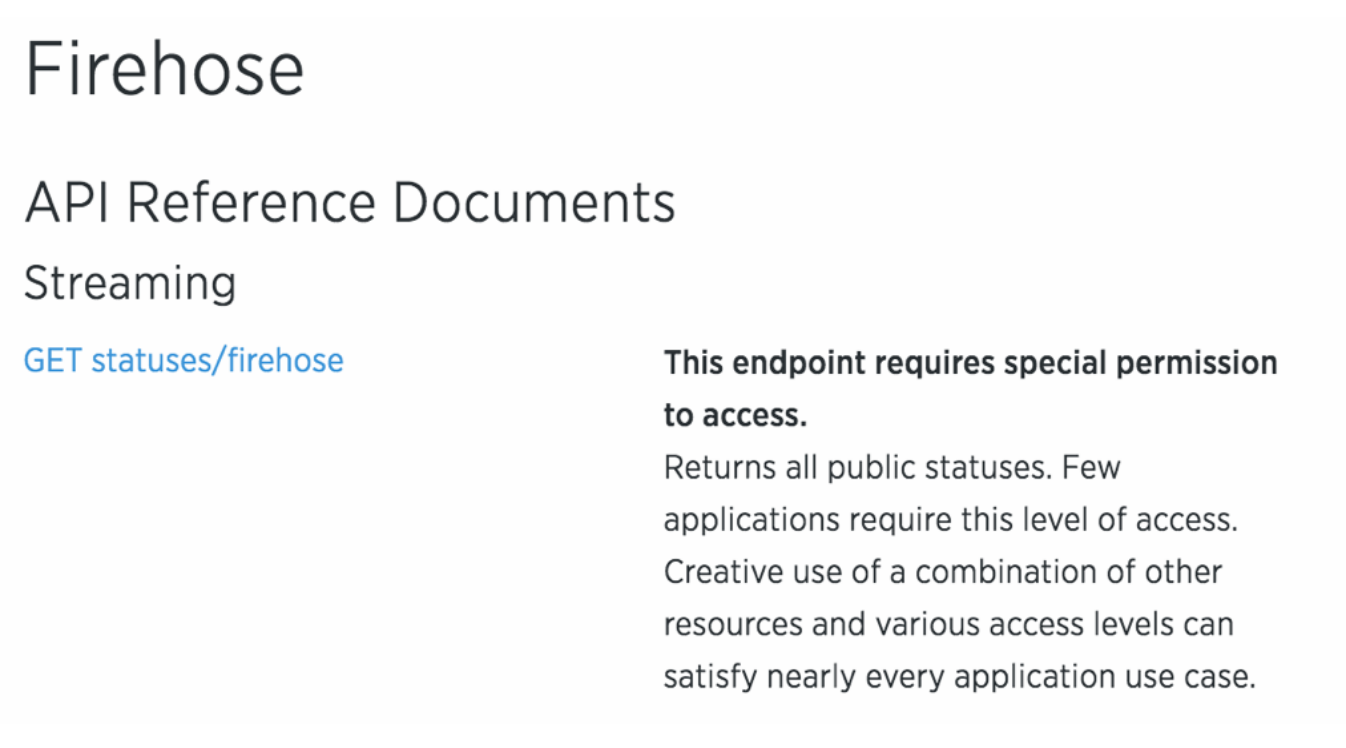 Firehose
API Reference Documents
Streaming
GET statuses/firehose
This endpoint requires special permission
to access.
Returns all public statuses. Few
applications require this level of access.
Creative use of a combination of other
resources and various access levels can
satisfy nearly every application use case.